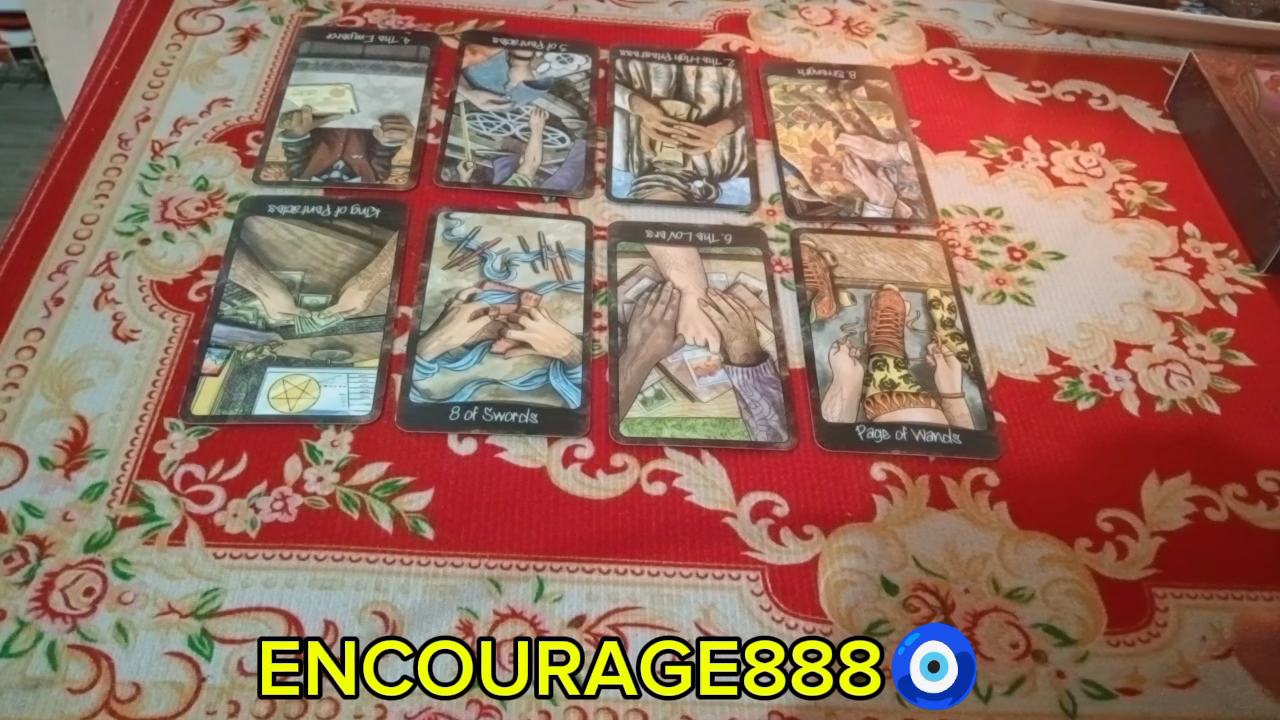 4. The Emperor
5 of Pentacles
2. The High Priestess
8. Strength
King of Pentacles
8 of Swords
6. The Lovers
Page of Wands
ENCOURAGE888🧿